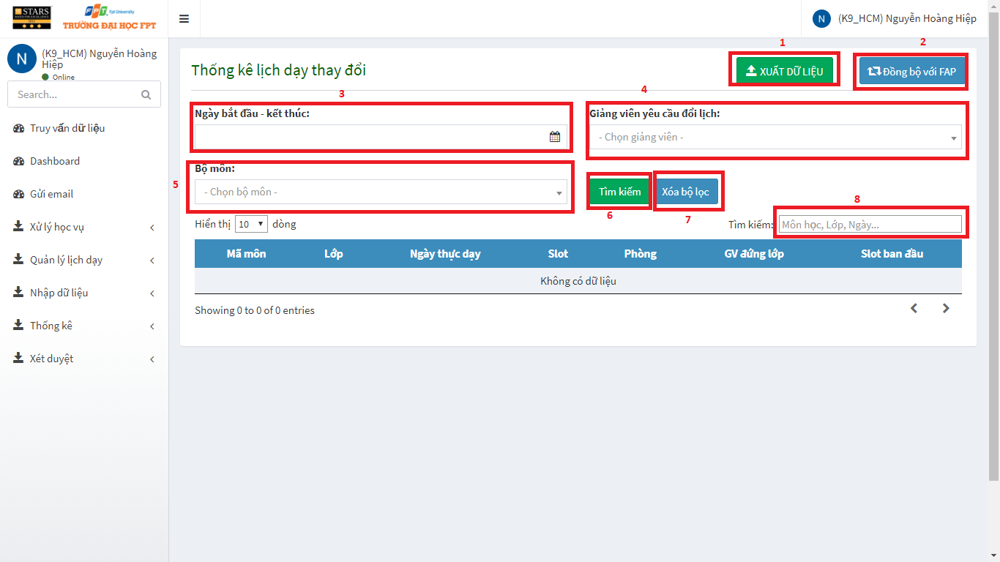 STARS
FPT Fpt University
TRƯỜNG ĐẠI HỌC FPT
N (K9_HCM) Nguyễn Hoàng Hiệp
N (K9_HCM) Nguyễn Hoàng
Hiệp
Online
Search...
Truy vấn dữ liệu
Dashboard
Gửi email
Xử lý học vụ
Quản lý lịch dạy
Nhập dữ liệu
Thống kê
Xét duyệt
Thống kê lịch dạy thay đổi
1
XUẤT DỮ LIỆU
2
Đồng bộ với FAP
3
Ngày bắt đầu - kết thúc:
4
Giảng viên yêu cầu đổi lịch:
- Chọn giảng viên -
5
Bộ môn:
- Chọn bộ môn -
Tìm kiếm
6
Xóa bộ lọc
7
8
Hiển thị 10 dòng
Tìm kiếm: Môn học, Lớp, Ngày...
Mã môn Lớp Ngày thực dạy Slot Phòng GV đứng lớp Slot ban đầu
Không có dữ liệu
Showing 0 to 0 of 0 entries